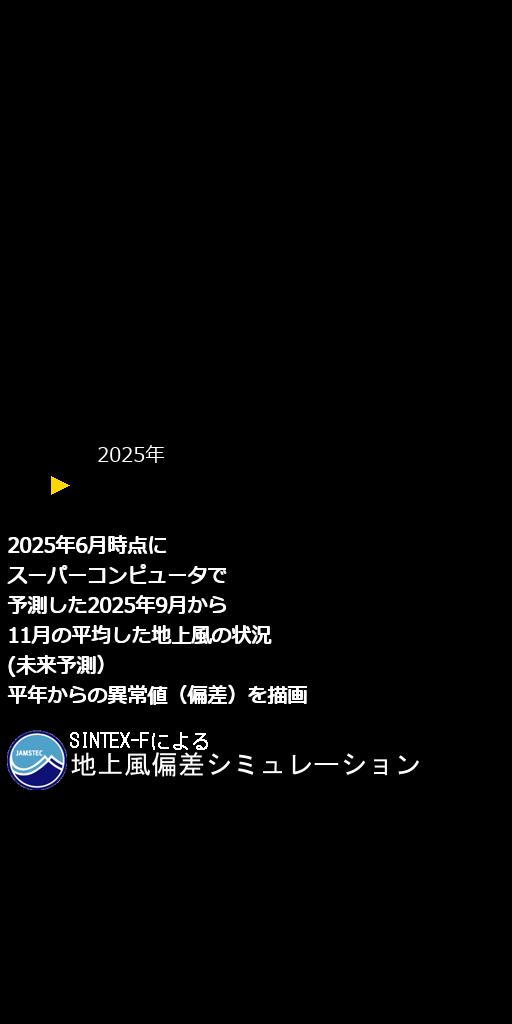 2025年
2025年6月時点に
スーパーコンピュータで
予測した2025年9月から
11月の平均した地上風の状況
(未来予測）
平年からの異常値（偏差）を描画
JAMSTEC
SINTEX-Fによる
地上風偏差シミュレーション